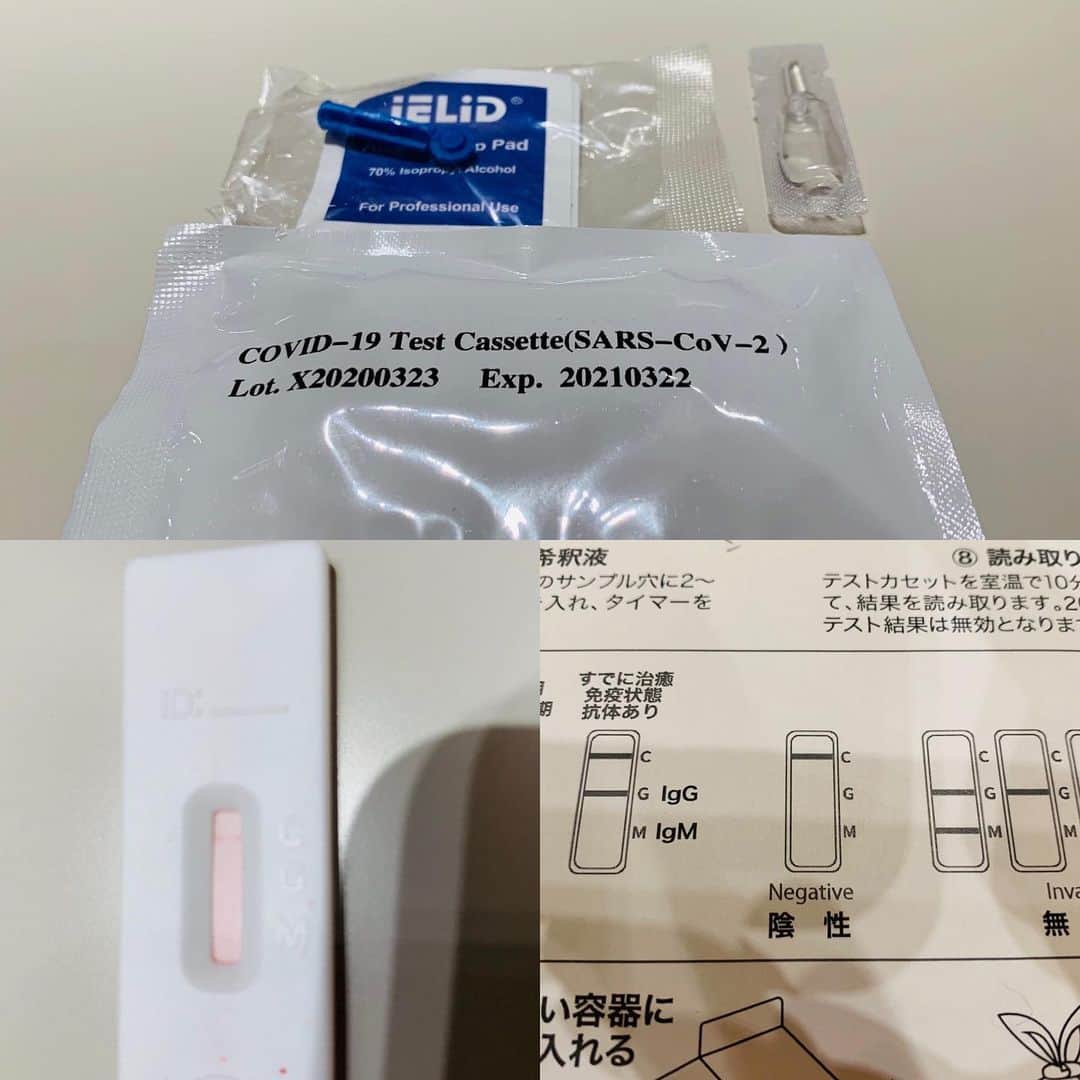 iELiD®
Pad
70% Isopropyl Alcohol
For Professional Use
COVID-19 Test Cassette(SARS-CoV-2 )
Lot. X20200323 Exp. 20210322
iD:
C
G
M
希釈液
のサンプル穴に2〜
入れ、タイマーを
⑧ 読み取り
テストカセットを室温で10分
て、結果を読み取ります。20
テスト結果は無効となります
期
すでに治癒
免疫状態
抗体あり
C
G IgG
M IgM
C
G
M
Negative
陰 性
C
G
M
C
G
M
Inva
無
い容器に
入れる